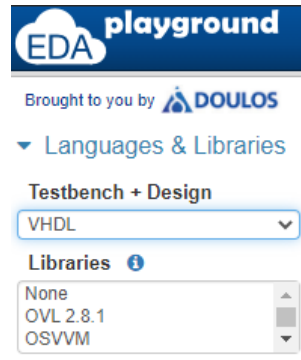 EDA playground
Brought to you by DOULOS
Languages & Libraries
Testbench + Design
VHDL
Libraries
None
OVL 2.8.1
OSVVM